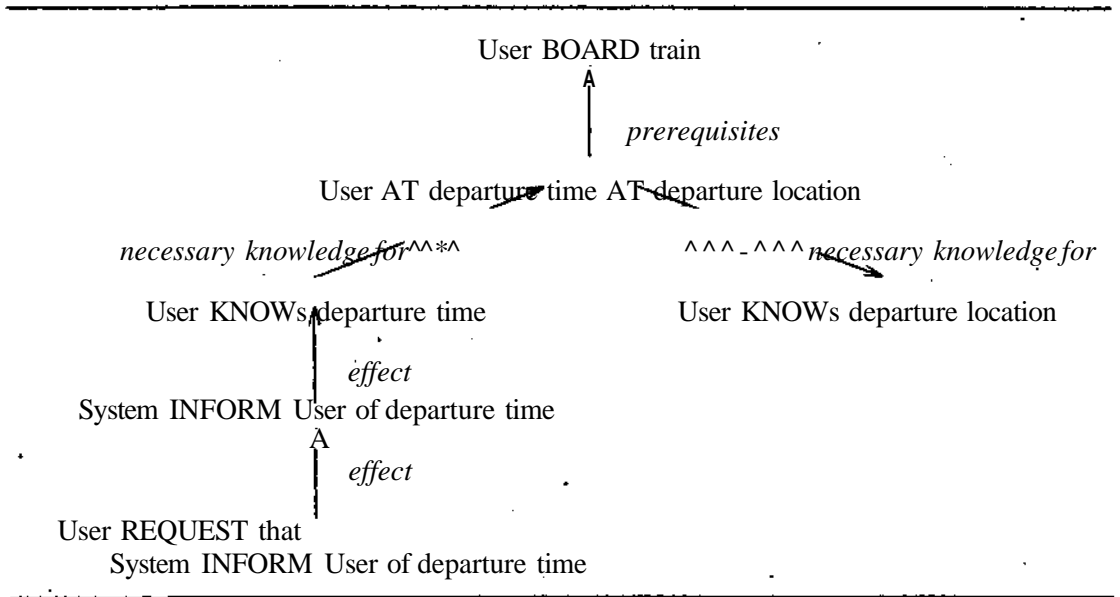 User BOARD train
A
prerequisites
User AT departure time AT departure location
necessary knowledge for^^*^ ^^^-^^^necessary knowledge for
User KNOWs departure time User KNOWs departure location
effect
System INFORM User of departure time
A
effect
User REQUEST that
System INFORM User of departure time